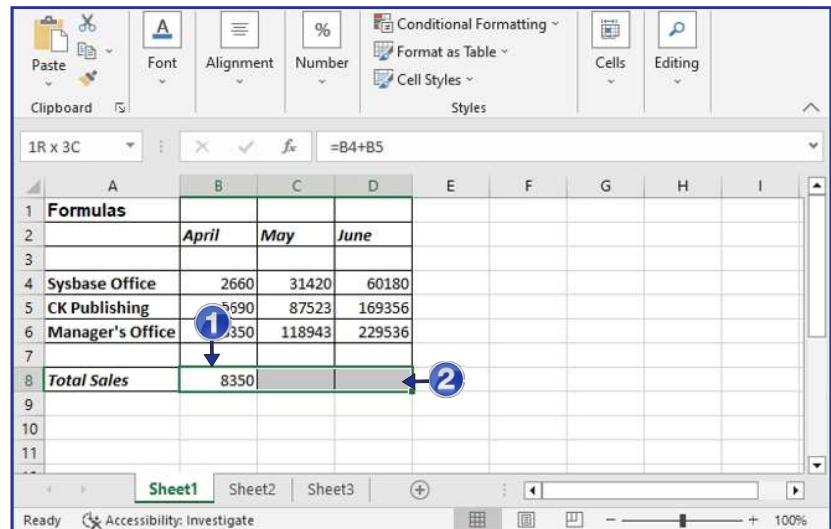 Conditional Formatting
Format as Table
Cell Styles
Paste
Font
Alignment
Number
Cells
Editing
Clipboard
Styles
1R x 3C
fx
=B4+B5
A B C D E F G H I
1 Formulas
2 April May June
3
4 Sysbase Office 2660 31420 60180
5 CK Publishing 5690 87523 169356
6 Manager's Office 118943 229536
7
8 Total Sales 8350
9
10
11
1
2
Sheet1 Sheet2 Sheet3
Ready Accessibility: Investigate 100%